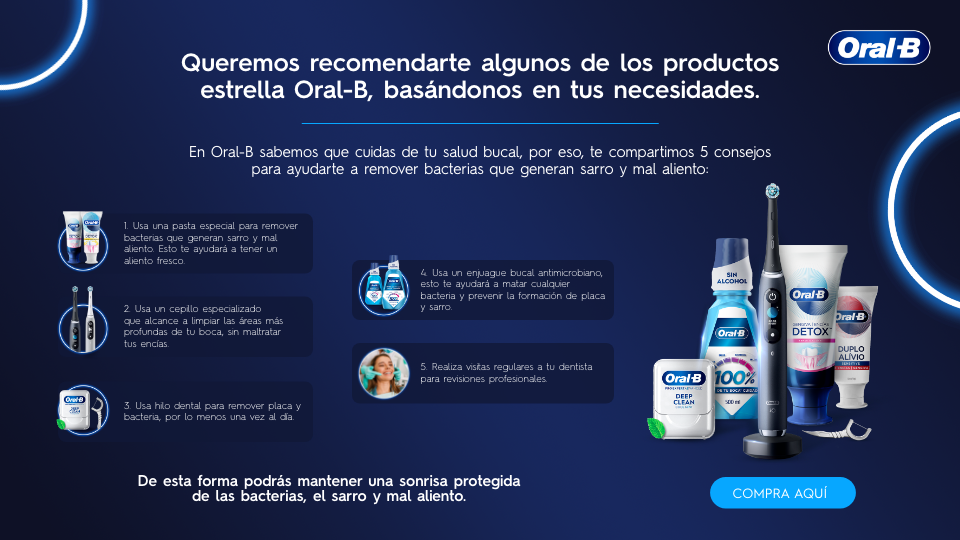 Oral-B
Queremos recomendarte algunos de los productos
estrella Oral-B, basándonos en tus necesidades.
En Oral-B sabemos que cuidas de tu salud bucal, por eso, te compartimos 5 consejos
para ayudarte a remover bacterias que generan sarro y mal aliento:
1. Usa una pasta especial para remover
bacterias que generan sarro y mal
aliento. Esto te ayudará a tener un
aliento fresco.
2. Usa un cepillo especializado
que alcance a limpiar las áreas más
profundas de tu boca, sin maltratar
tus encías.
3. Usa hilo dental para remover placa y
bacteria, por lo menos una vez al día.
4. Usa un enjuague bucal antimicrobiano,
esto te ayudará a matar cualquier
bacteria y prevenir la formación de placa
y sarro.
5. Realiza visitas regulares a tu dentista
para revisiones profesionales.
SIN
ALCOHOL
Oral-B
100%
500 ml
Oral-B
DEEP
CLEAN
Oral-B
DETOX
Oral-B
DUPLO
ALÍVIO
De esta forma podrás mantener una sonrisa protegida
de las bacterias, el sarro y mal aliento.
COMPRA AQUÍ